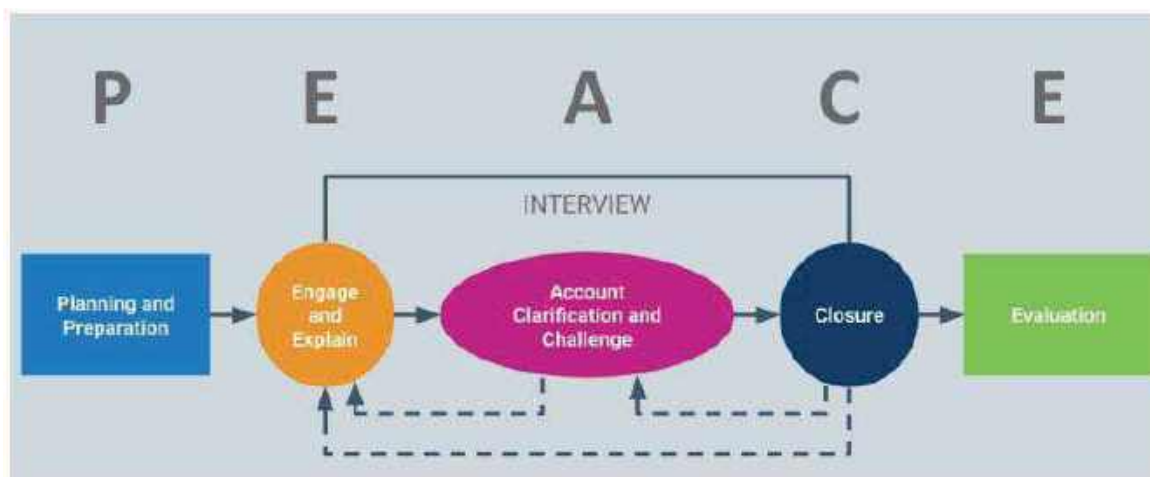 P E A C E
INTERVIEW
Planning and
Preparation
Engage
and
Explain
Account
Clarification and
Challenge
Closure
Evaluation